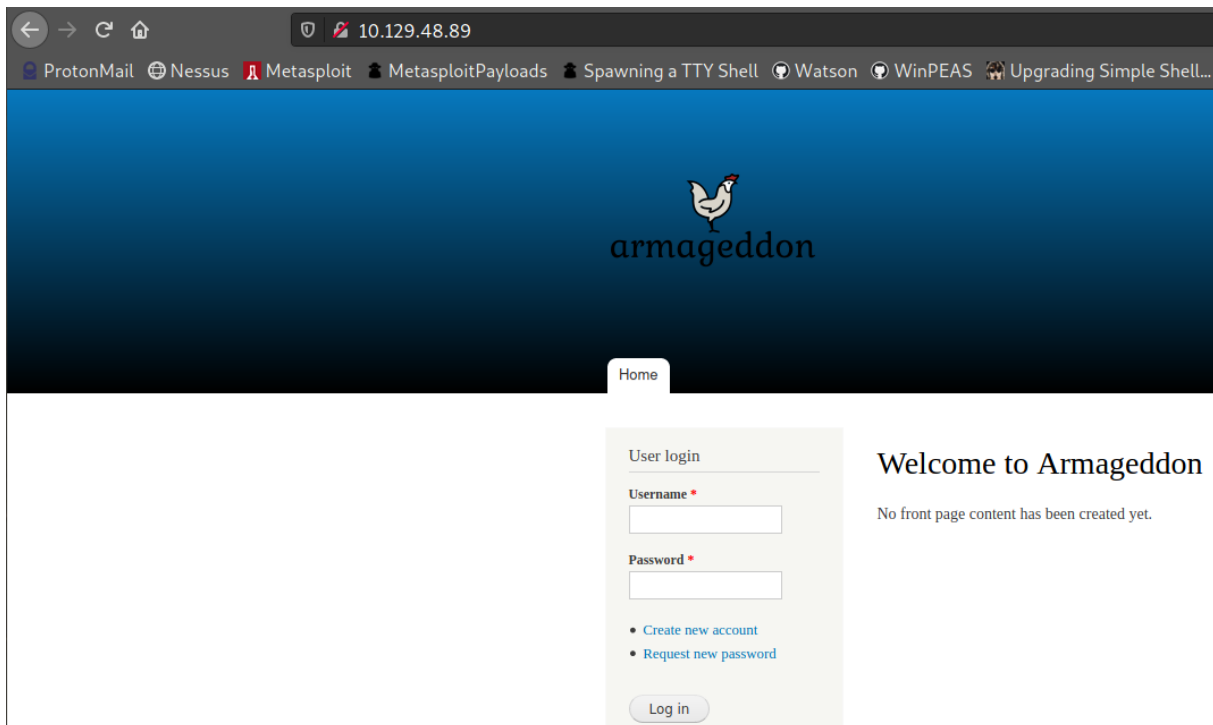 10.129.48.89
ProtonMail Nessus Metasploit MetasploitPayloads Spawning a TTY Shell Watson WinPEAS Upgrading Simple Shell...
armageddon
Home
User login
Username *
Password *
Create new account
Request new password
Log in
Welcome to Armageddon
No front page content has been created yet.